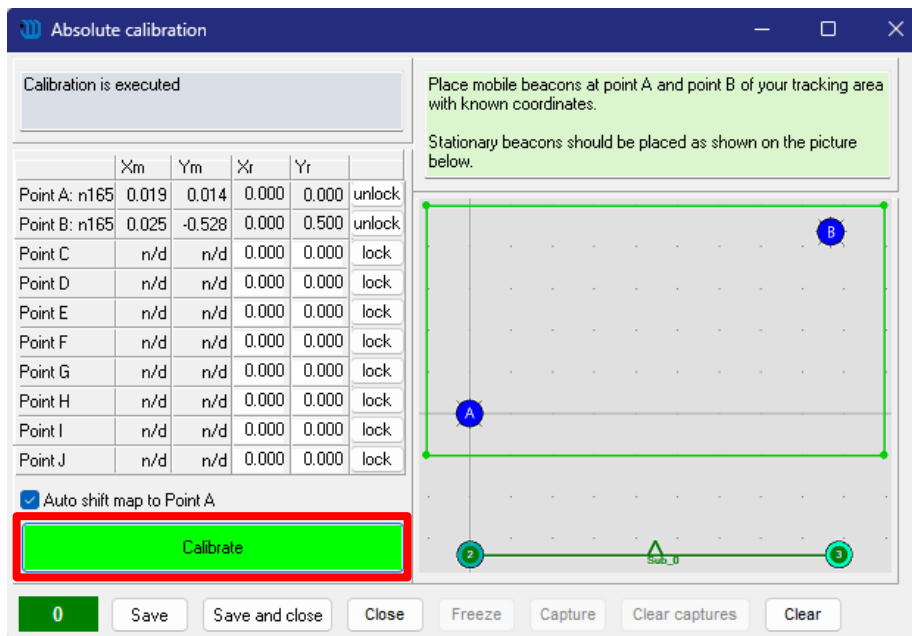 Absolute calibration
Calibration is executed
Place mobile beacons at point A and point B of your tracking area
with known coordinates.
Stationary beacons should be placed as shown on the picture
below.
Xm Ym Xr Yr
Point A: n165 0.019 0.014 0.000 0.000 unlock
Point B: n165 0.025 -0.528 0.000 0.500 unlock
Point C n/d n/d 0.000 0.000 lock
Point D n/d n/d 0.000 0.000 lock
Point E n/d n/d 0.000 0.000 lock
Point F n/d n/d 0.000 0.000 lock
Point G n/d n/d 0.000 0.000 lock
Point H n/d n/d 0.000 0.000 lock
Point I n/d n/d 0.000 0.000 lock
Point J n/d n/d 0.000 0.000 lock
Auto shift map to Point A
Calibrate
B
A
2 Sub_0 3
0 Save Save and close Close Freeze Capture Clear captures Clear